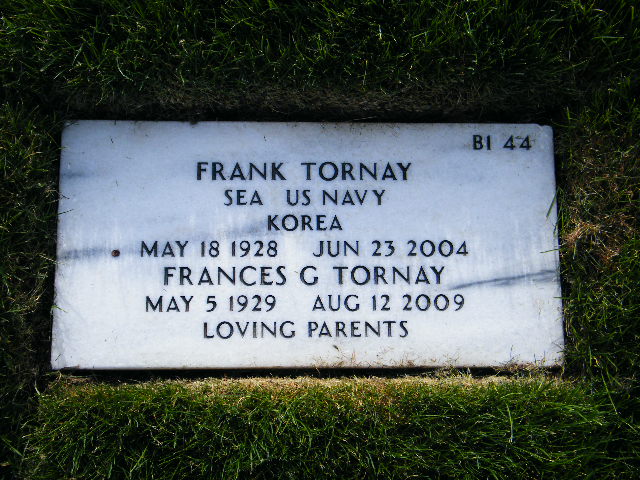 B1 44
FRANK TORNAY
SEA US NAVY
KOREA
MAY 18 1928 JUN 23 2004
FRANCES G TORNAY
MAY 5 1929 AUG 12 2009
LOVING PARENTS